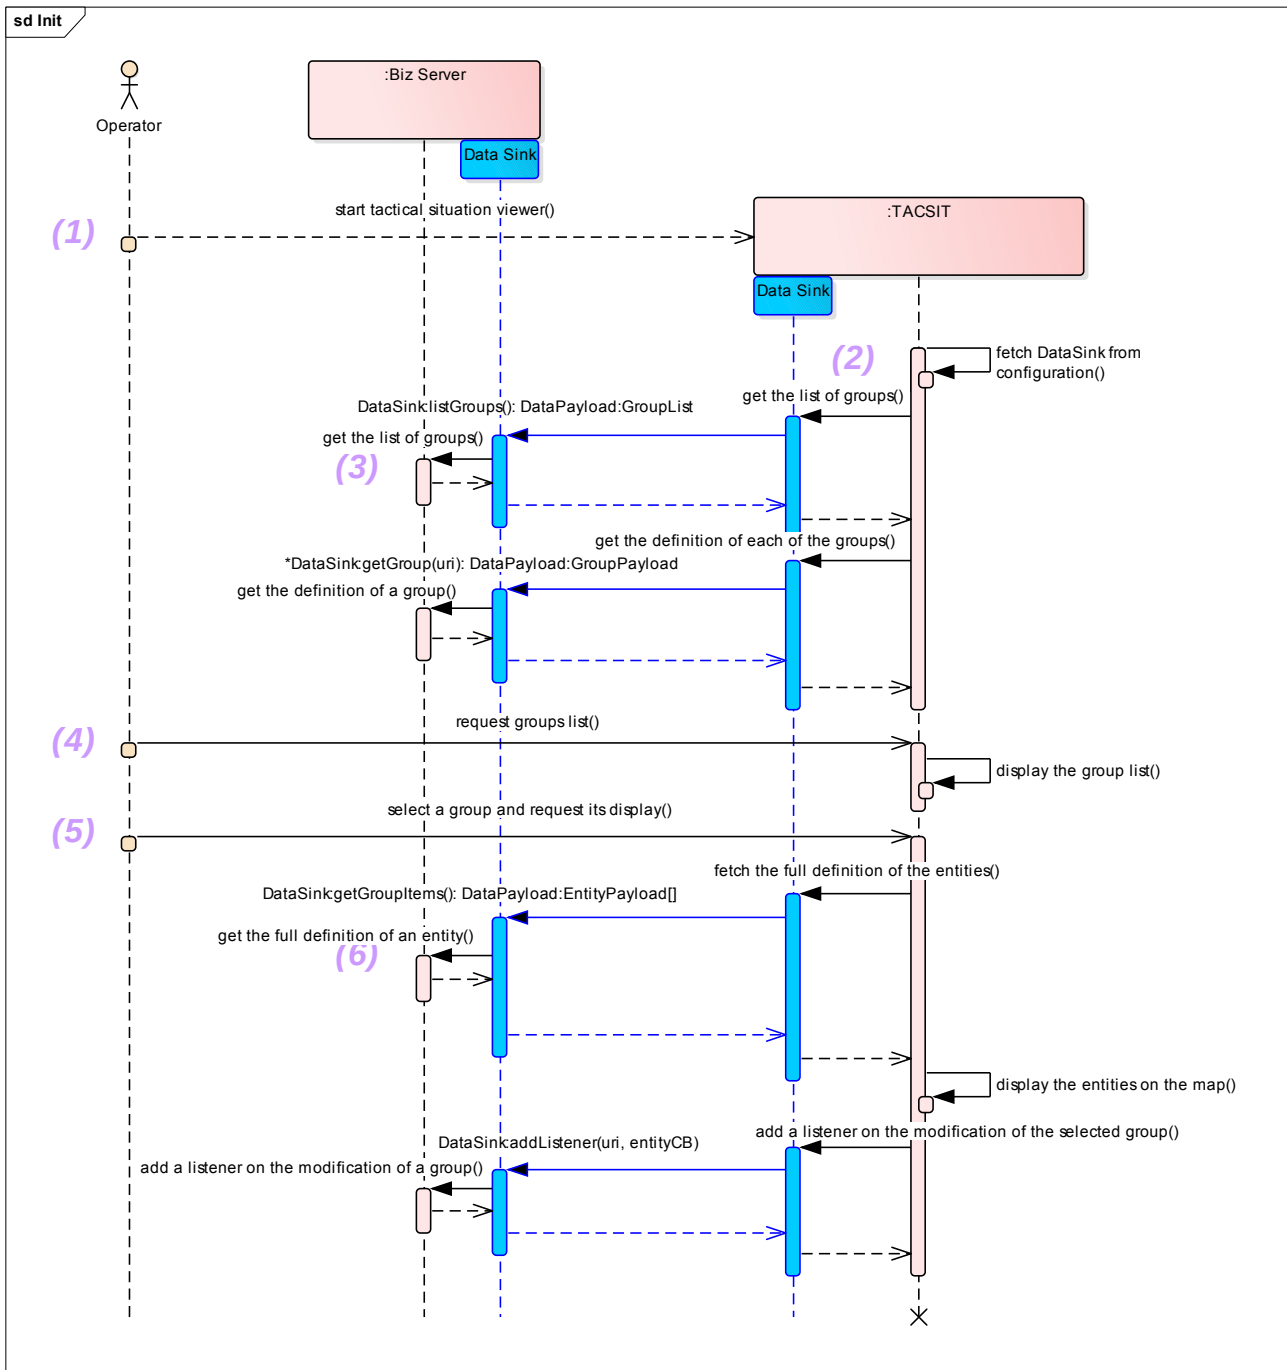 sd Init
:Biz Server
Operator
Data Sink
start tactical situation viewer()
:TACSIT
(1)
Data Sink
(2)
fetch DataSink from
configuration()
get the list of groups()
DataSink:listGroups(): DataPayload:GroupList
get the list of groups()
(3)
get the definition of each of the groups()
*DataSink:getGroup(uri): DataPayload:GroupPayload
get the definition of a group()
request groups list()
(4)
display the group list()
select a group and request its display()
(5)
fetch the full definition of the entities()
DataSink:getGroupItems(): DataPayload:EntityPayload[]
get the full definition of an entity()
(6)
display the entities on the map()
add a listener on the modification of the selected group()
DataSink:addListener(uri, entityCB)
add a listener on the modification of a group()